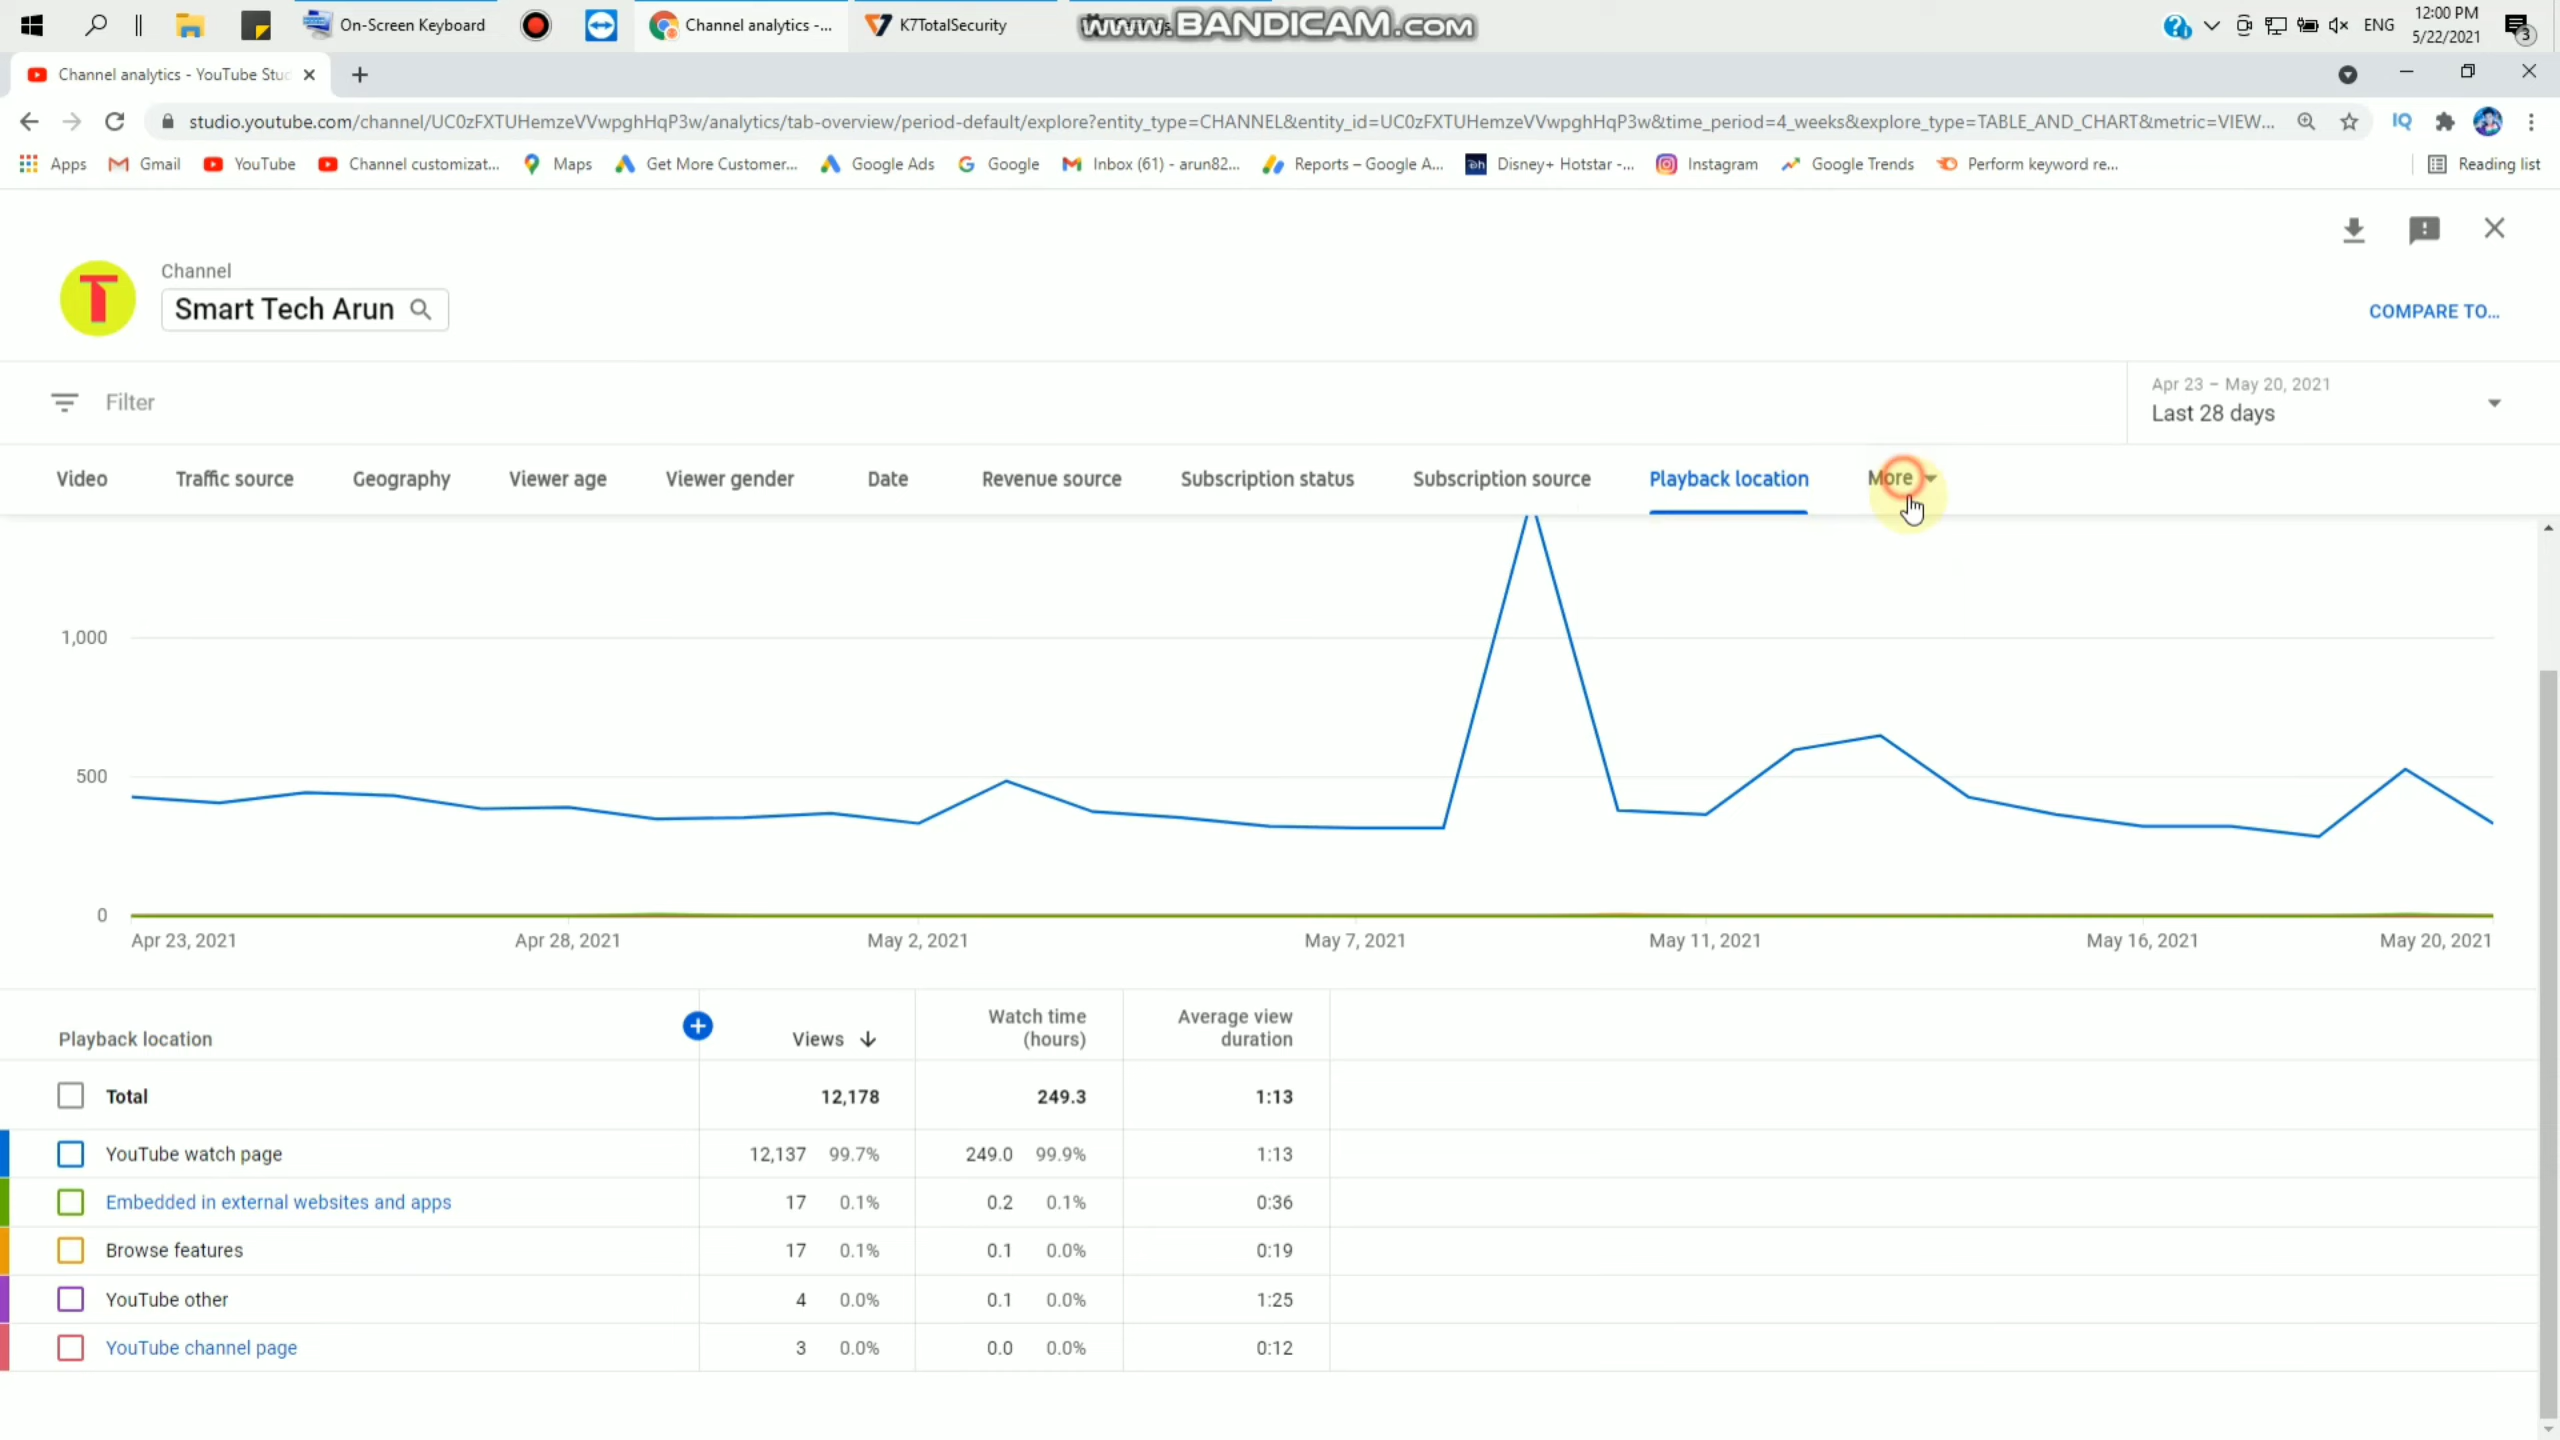 On-Screen Keyboard
Channel analytics -...
K7TotalSecurity
www.BANDICAM.com
ENG
12:00 PM
5/22/2021
3
Channel analytics - YouTube Stu
studio.youtube.com/channel/UC0zFXTUHemzeVVwpghHqP3w/analytics/tab-overview/period-default/explore?entity_type=CHANNEL&entity_id=UC0zFXTUHemzeVVwpghHqP3w&time_period=4_weeks&explore_type=TABLE_AND_CHART&metric=VIEW...
IQ
Apps
Gmail
YouTube
Channel customizat...
Maps
Get More Customer...
Google Ads
Google
Inbox (61) - arun82...
Reports – Google A...
Disney+ Hotstar -...
Instagram
Google Trends
Perform keyword re...
Reading list
T
Channel
Smart Tech Arun
COMPARE TO...
Filter
Apr 23 – May 20, 2021
Last 28 days
Video Traffic source Geography Viewer age Viewer gender Date Revenue source Subscription status Subscription source Playback location More
1,000
500
0
Apr 23, 2021 Apr 28, 2021 May 2, 2021 May 7, 2021 May 11, 2021 May 16, 2021 May 20, 2021
Playback location
Views
Watch time (hours)
Average view duration
Total 12,178 249.3 1:13
YouTube watch page 12,137 99.7% 249.0 99.9% 1:13
Embedded in external websites and apps 17 0.1% 0.2 0.1% 0:36
Browse features 17 0.1% 0.1 0.0% 0:19
YouTube other 4 0.0% 0.1 0.0% 1:25
YouTube channel page 3 0.0% 0.0 0.0% 0:12